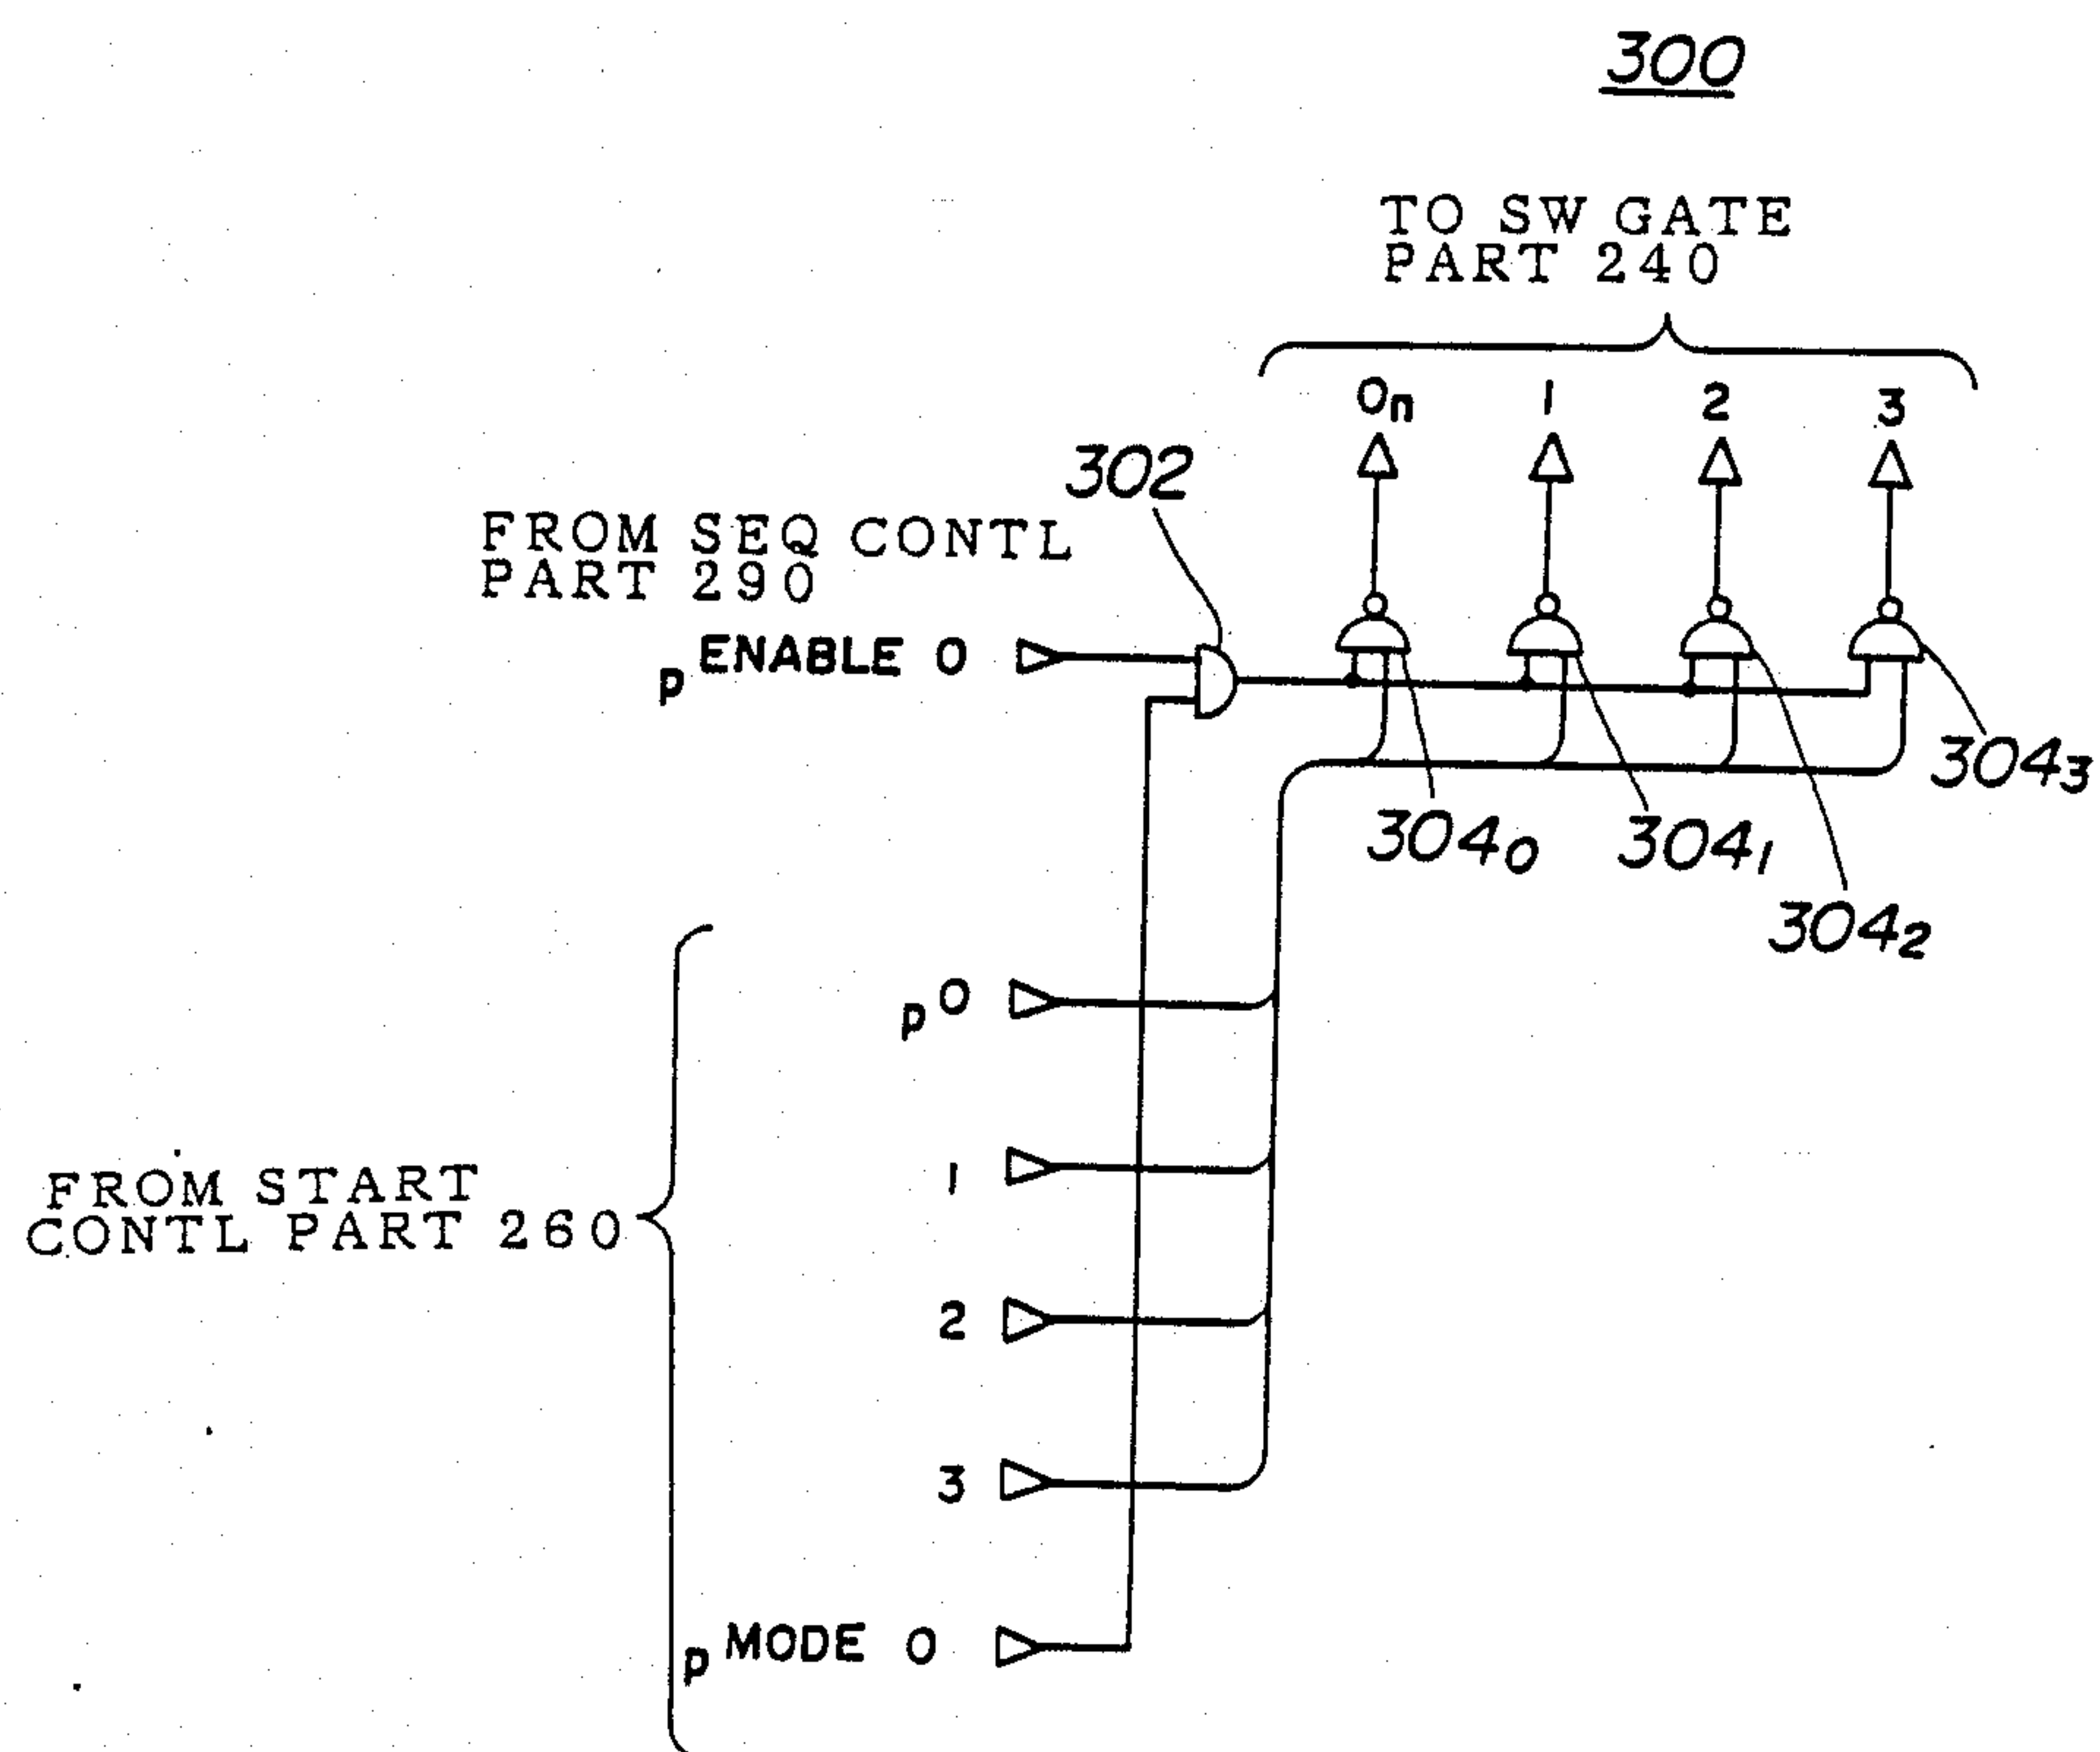 300
TO SW GATE
PART 240
0n 1 2 3
302
FROM SEQ CONTL
PART 290
pENABLE 0
3043
3040
3041
3042
p0
1
FROM START
CONTL PART 260
2
3
pMODE 0